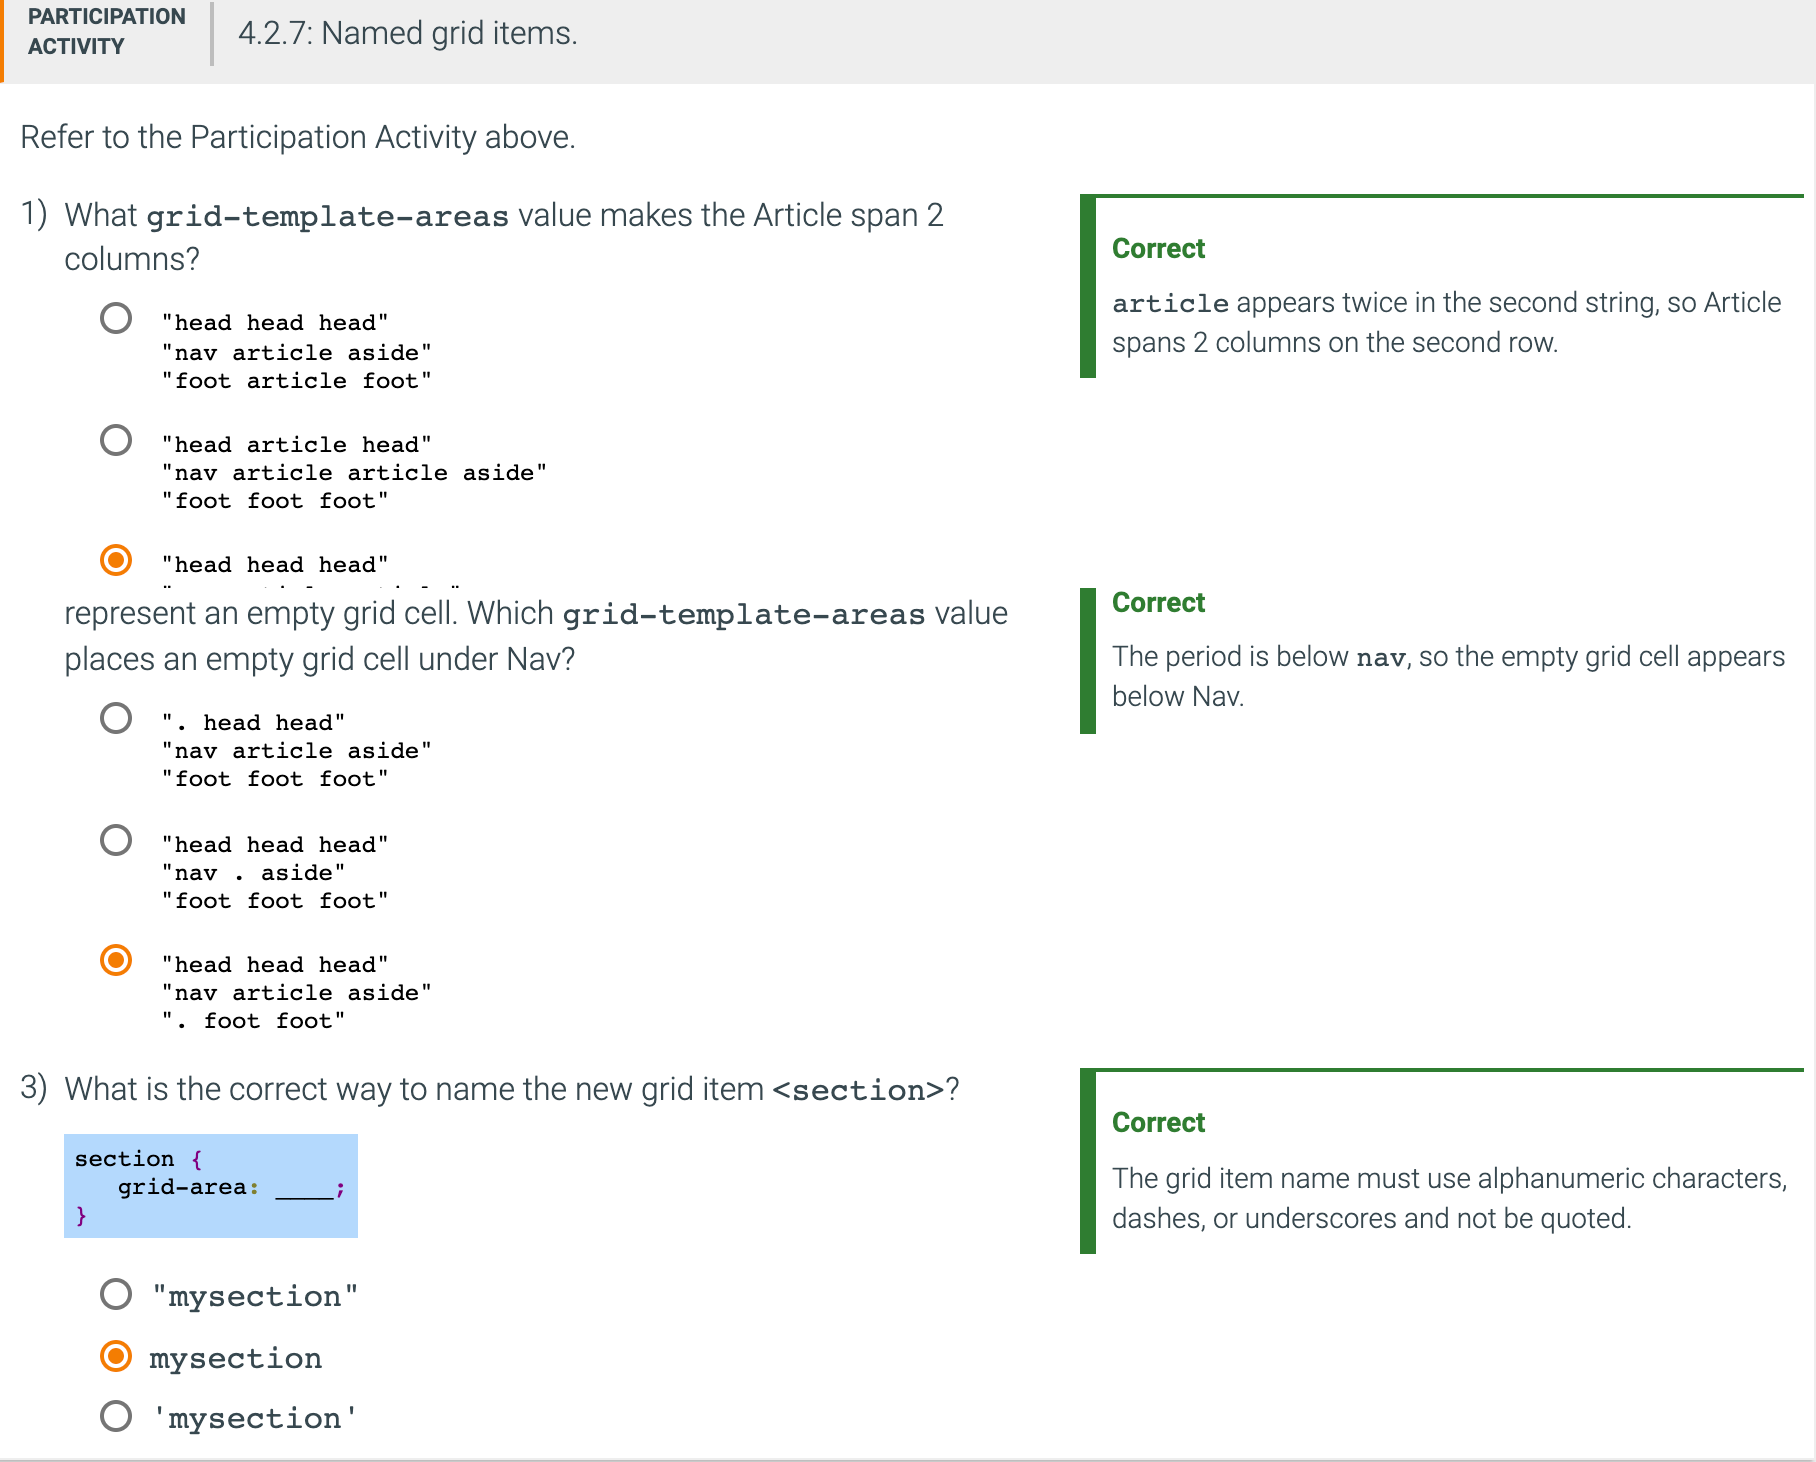 PARTICIPATION
ACTIVITY
4.2.7: Named grid items.
Refer to the Participation Activity above.
1) What grid-template-areas value makes the Article span 2
columns?
"head head head"
"nav article aside"
"foot article foot"
"head article head"
"nav article article aside"
"foot foot foot"
"head head head"
Correct
article appears twice in the second string, so Article
spans 2 columns on the second row.
represent an empty grid cell. Which grid-template-areas value
places an empty grid cell under Nav?
". head head"
"nav article aside"
"foot foot foot"
"head head head"
"nav . aside"
"foot foot foot"
"head head head"
"nav article aside"
". foot foot"
Correct
The period is below nav, so the empty grid cell appears
below Nav.
3) What is the correct way to name the new grid item <section>?
section {
grid-area: ____;
}
"mysection"
mysection
'mysection'
Correct
The grid item name must use alphanumeric characters,
dashes, or underscores and not be quoted.